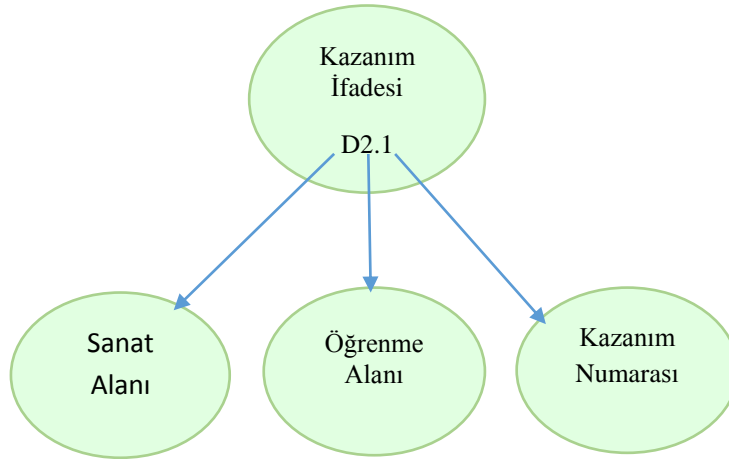 Kazanım
İfadesi
D2.1
Sanat
Alanı
Öğrenme
Alanı
Kazanım
Numarası